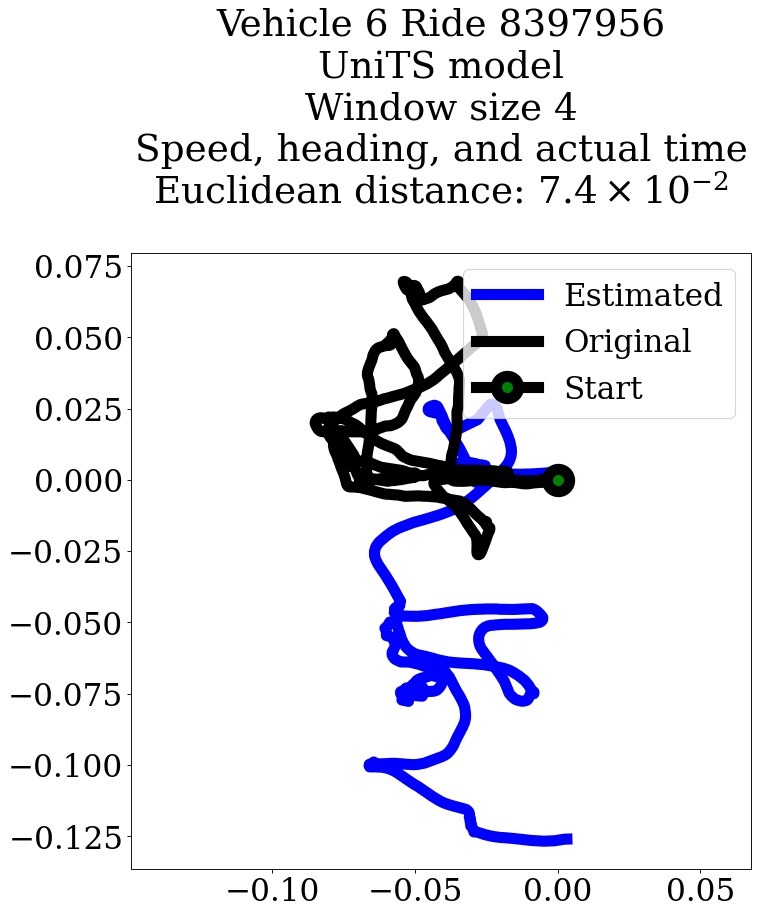 Vehicle 6 Ride 8397956
UniTS model
Window size 4
Speed, heading, and actual time
Euclidean distance: 7.4 × 10⁻²
Estimated
Original
Start
0.075
0.050
0.025
0.000
−0.025
−0.050
−0.075
−0.100
−0.125
−0.10
−0.05
0.00
0.05